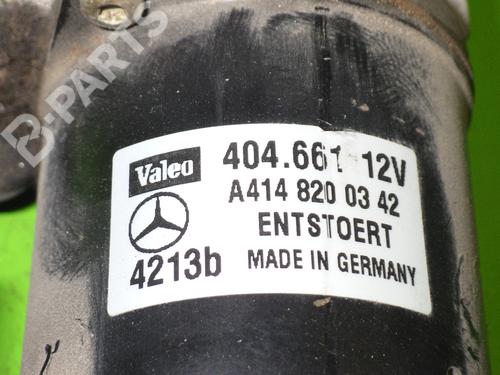 B-PARTS
Valeo 404.661 12V
A414 820 03 42
ENTSTOERT
4213b MADE IN GERMANY